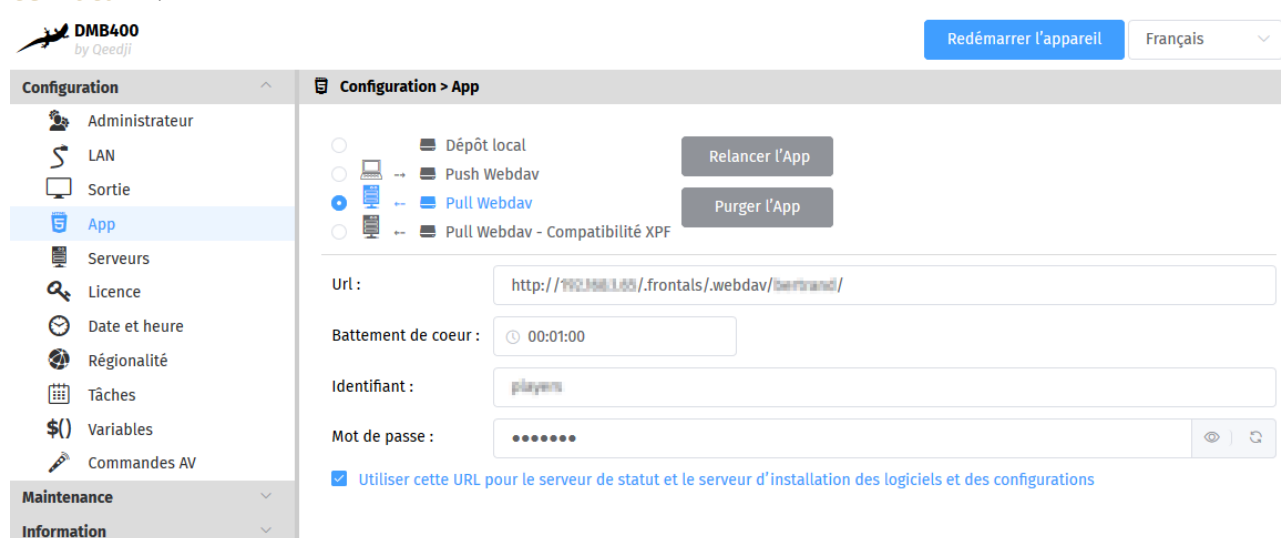 DMB400
by Qeedji
Redémarrer l'appareil
Français
Configuration
Administrateur
LAN
Sortie
App
Serveurs
Licence
Date et heure
Régionalité
Tâches
$() Variables
Commandes AV
Maintenance
Information
Configuration > App
Dépôt local
Push Webdav
Pull Webdav
Pull Webdav - Compatibilité XPF
Relancer l'App
Purger l'App
Url :
http:// /.frontals/.webdav/ /
Battement de coeur :
00:01:00
Identifiant :
Mot de passe :
•••••••
Utiliser cette URL pour le serveur de statut et le serveur d'installation des logiciels et des configurations